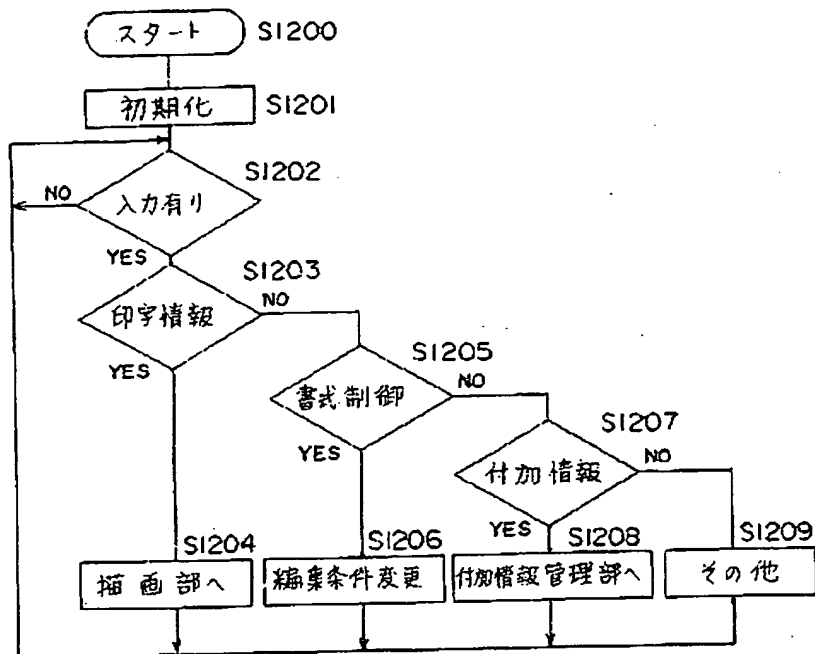 スタート S1200
初期化 S1201
S1202
NO 入力有り
YES S1203
印字情報 NO
YES S1205
書式制御 NO
YES S1207
付加情報 NO
YES
S1204 S1206 S1208 S1209
描画部へ 編集条件変更 付加情報管理部へ その他